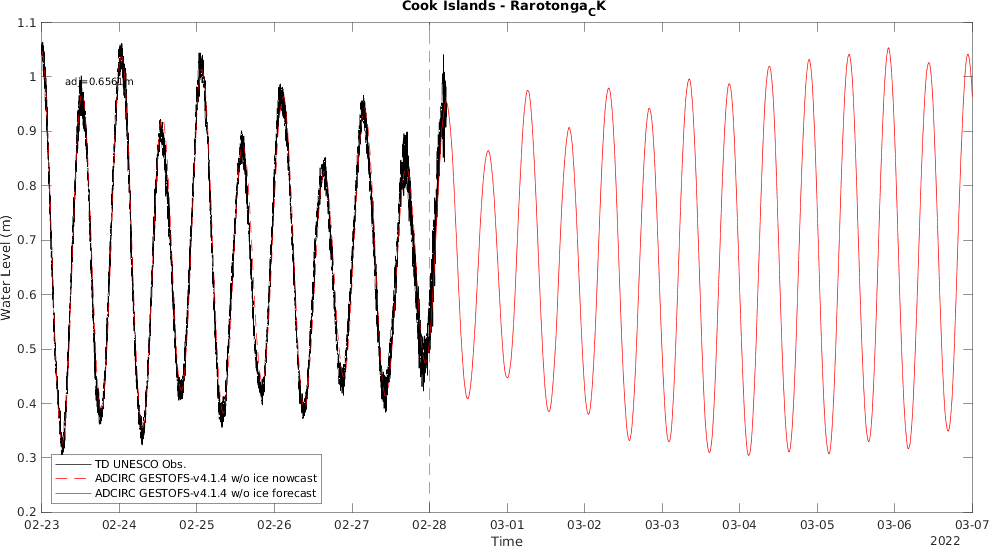 Cook Islands - Rarotonga_CK
1.1
1
0.9
0.8
0.7
0.6
0.5
0.4
0.3
0.2
Water Level (m)
adj=0.6561m
TD UNESCO Obs.
ADCIRC GESTOFS-v4.1.4 w/o ice nowcast
ADCIRC GESTOFS-v4.1.4 w/o ice forecast
02-23 02-24 02-25 02-26 02-27 02-28 03-01 03-02 03-03 03-04 03-05 03-06 03-07
Time
2022